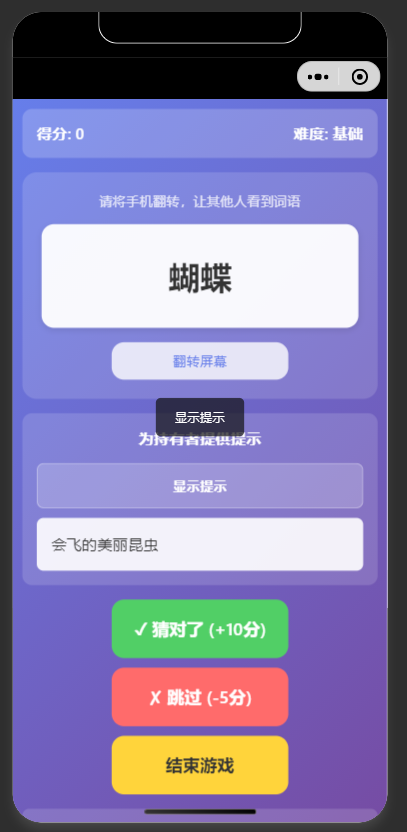 得分: 0
难度: 基础
请将手机翻转，让其他人看到词语
蝴蝶
翻转屏幕
显示提示
为持有者提供提示
显示提示
会飞的美丽昆虫
✓ 猜对了 (+10分)
✗ 跳过 (-5分)
结束游戏